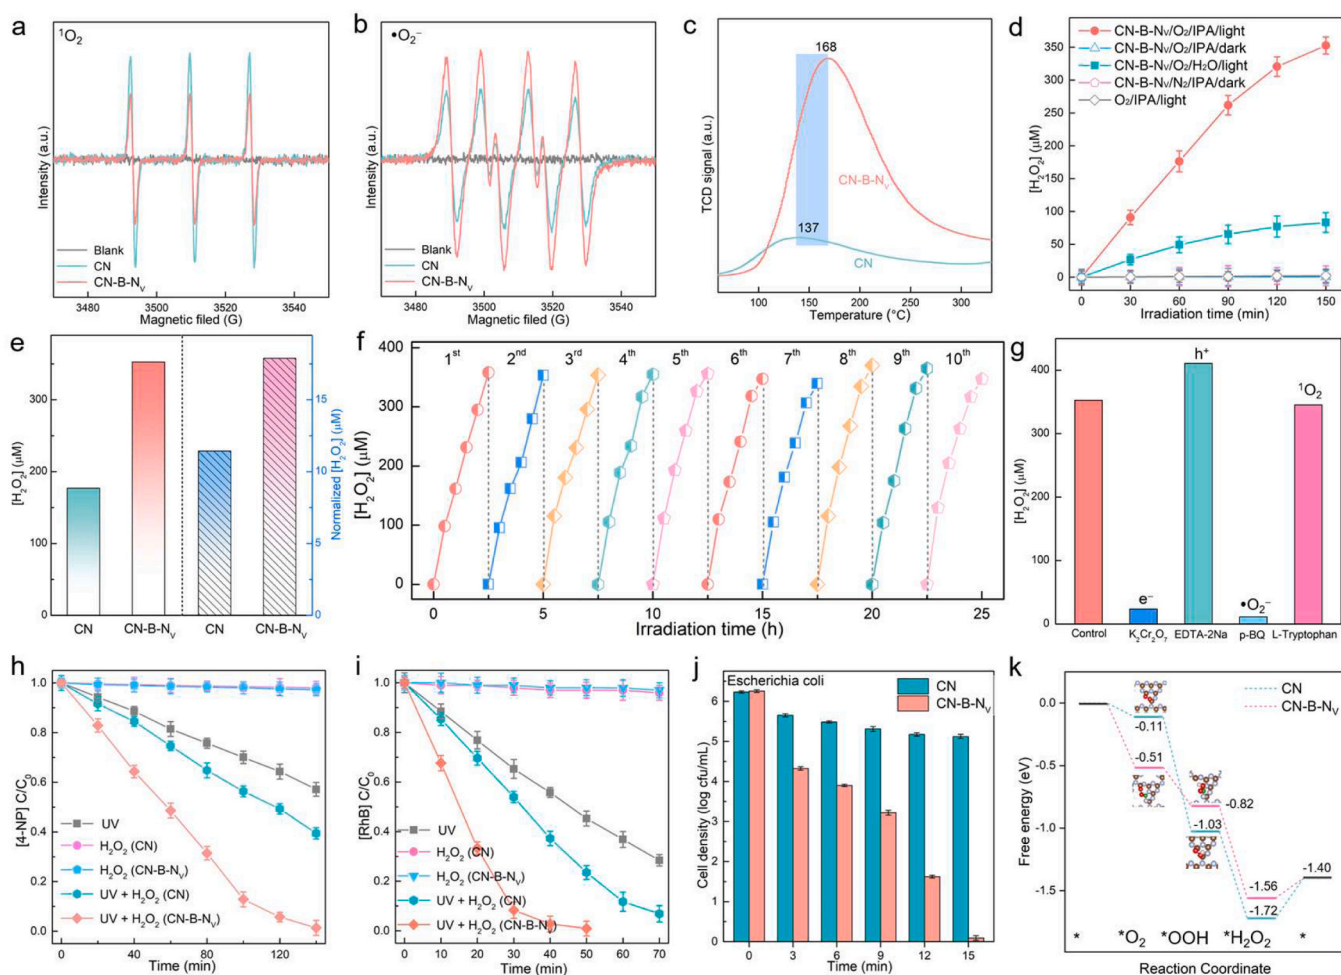 a
¹O₂
Intensity (a.u.)
Blank
CN
CN-B-Nᵥ
3480
3500
3520
3540
Magnetic filed (G)
b
•O₂⁻
Intensity (a.u.)
Blank
CN
CN-B-Nᵥ
3480
3500
3520
3540
Magnetic filed (G)
c
168
137
CN-B-Nᵥ
CN
TCD signal (a.u.)
100
150
200
250
300
Temperature (°C)
d
CN-B-Nᵥ/O₂/IPA/light
CN-B-Nᵥ/O₂/IPA/dark
CN-B-Nᵥ/O₂/H₂O/light
CN-B-Nᵥ/N₂/IPA/dark
O₂/IPA/light
[H₂O₂] (μM)
350
300
250
200
150
100
50
0
0
30
60
90
120
150
Irradiation time (min)
e
[H₂O₂] (μM)
300
200
100
0
Normalized [H₂O₂] (μM)
15
10
5
0
CN
CN-B-Nᵥ
CN
CN-B-Nᵥ
f
[H₂O₂] (μM)
400
300
200
100
0
1ˢᵗ
2ⁿᵈ
3ʳᵈ
4ᵗʰ
5ᵗʰ
6ᵗʰ
7ᵗʰ
8ᵗʰ
9ᵗʰ
10ᵗʰ
0
5
10
15
20
25
Irradiation time (h)
g
[H₂O₂] (μM)
400
300
200
100
0
e⁻
h⁺
•O₂⁻
¹O₂
Control
K₂Cr₂O₇
EDTA-2Na
p-BQ
L-Tryptophan
h
[4-NP] C/C₀
1.0
0.8
0.6
0.4
0.2
0.0
UV
H₂O₂ (CN)
H₂O₂ (CN-B-Nᵥ)
UV + H₂O₂ (CN)
UV + H₂O₂ (CN-B-Nᵥ)
0
40
80
120
Time (min)
i
[RhB] C/C₀
1.0
0.8
0.6
0.4
0.2
0.0
UV
H₂O₂ (CN)
H₂O₂ (CN-B-Nᵥ)
UV + H₂O₂ (CN)
UV + H₂O₂ (CN-B-Nᵥ)
0
10
20
30
40
50
60
70
Time (min)
j
Escherichia coli
CN
CN-B-Nᵥ
Cell density (log cfu/mL)
7
6
5
4
3
2
1
0
0
3
6
9
12
15
Time (min)
k
CN
CN-B-Nᵥ
Free energy (eV)
0.0
-0.5
-1.0
-1.5
-0.11
-0.51
-0.82
-1.03
-1.56
-1.72
-1.40
*
*O₂
*OOH
*H₂O₂
*
Reaction Coordinate